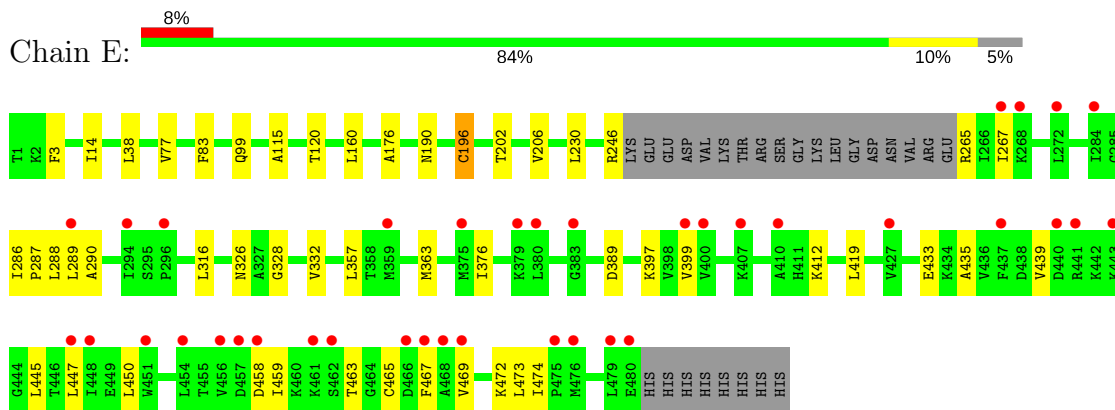 8%
Chain E:
84% 10% 5%
T1 K2 F3 I14 L38 V77 F83 Q99 A115 T120 L160 A176 N190 C196 T202 V206 L230 R246 LYS GLU GLU ASP VAL LYS THR ARG SER GLY LYS LEU GLY ASP ASN VAL ARG GLU R265 I266 I267 K268 L272 I284 G285
I286 P287 L288 L289 A290 I294 S295 P296 L316 N326 A327 G328 V332 L357 T358 M359 M363 M375 I376 K379 L380 G383 D389 K397 V398 V399 V400 K407 A410 H411 K412 L419 V427 E433 K434 A435 V436 F437 D438 V439 D440 R441 K442 K443
G444 L445 T446 L447 I448 E449 L450 W451 L454 T455 V456 D457 D458 I459 K460 K461 S462 T463 G464 C465 D466 F467 A468 V469 K472 L473 I474 P475 M476 L479 E480 HIS HIS HIS HIS HIS HIS HIS HIS